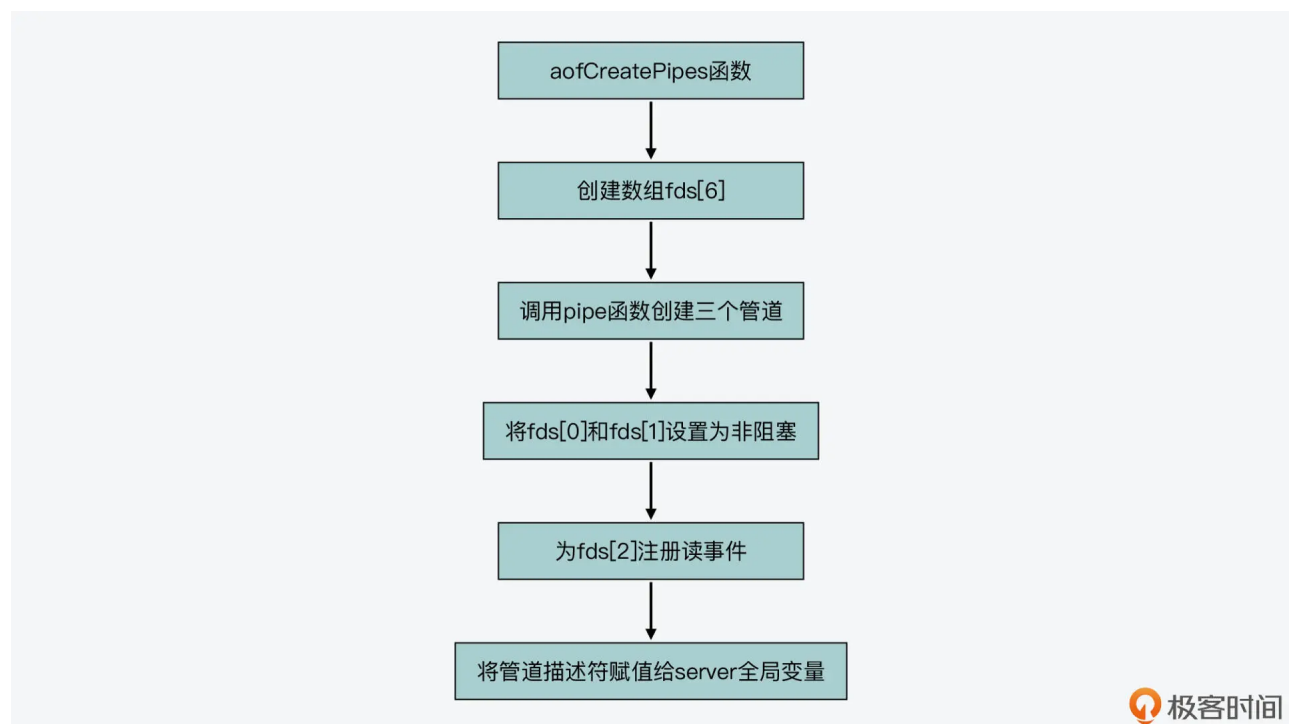 aofCreatePipes函数
创建数组fds[6]
调用pipe函数创建三个管道
将fds[0]和fds[1]设置为非阻塞
为fds[2]注册读事件
将管道描述符赋值给server全局变量
极客时间